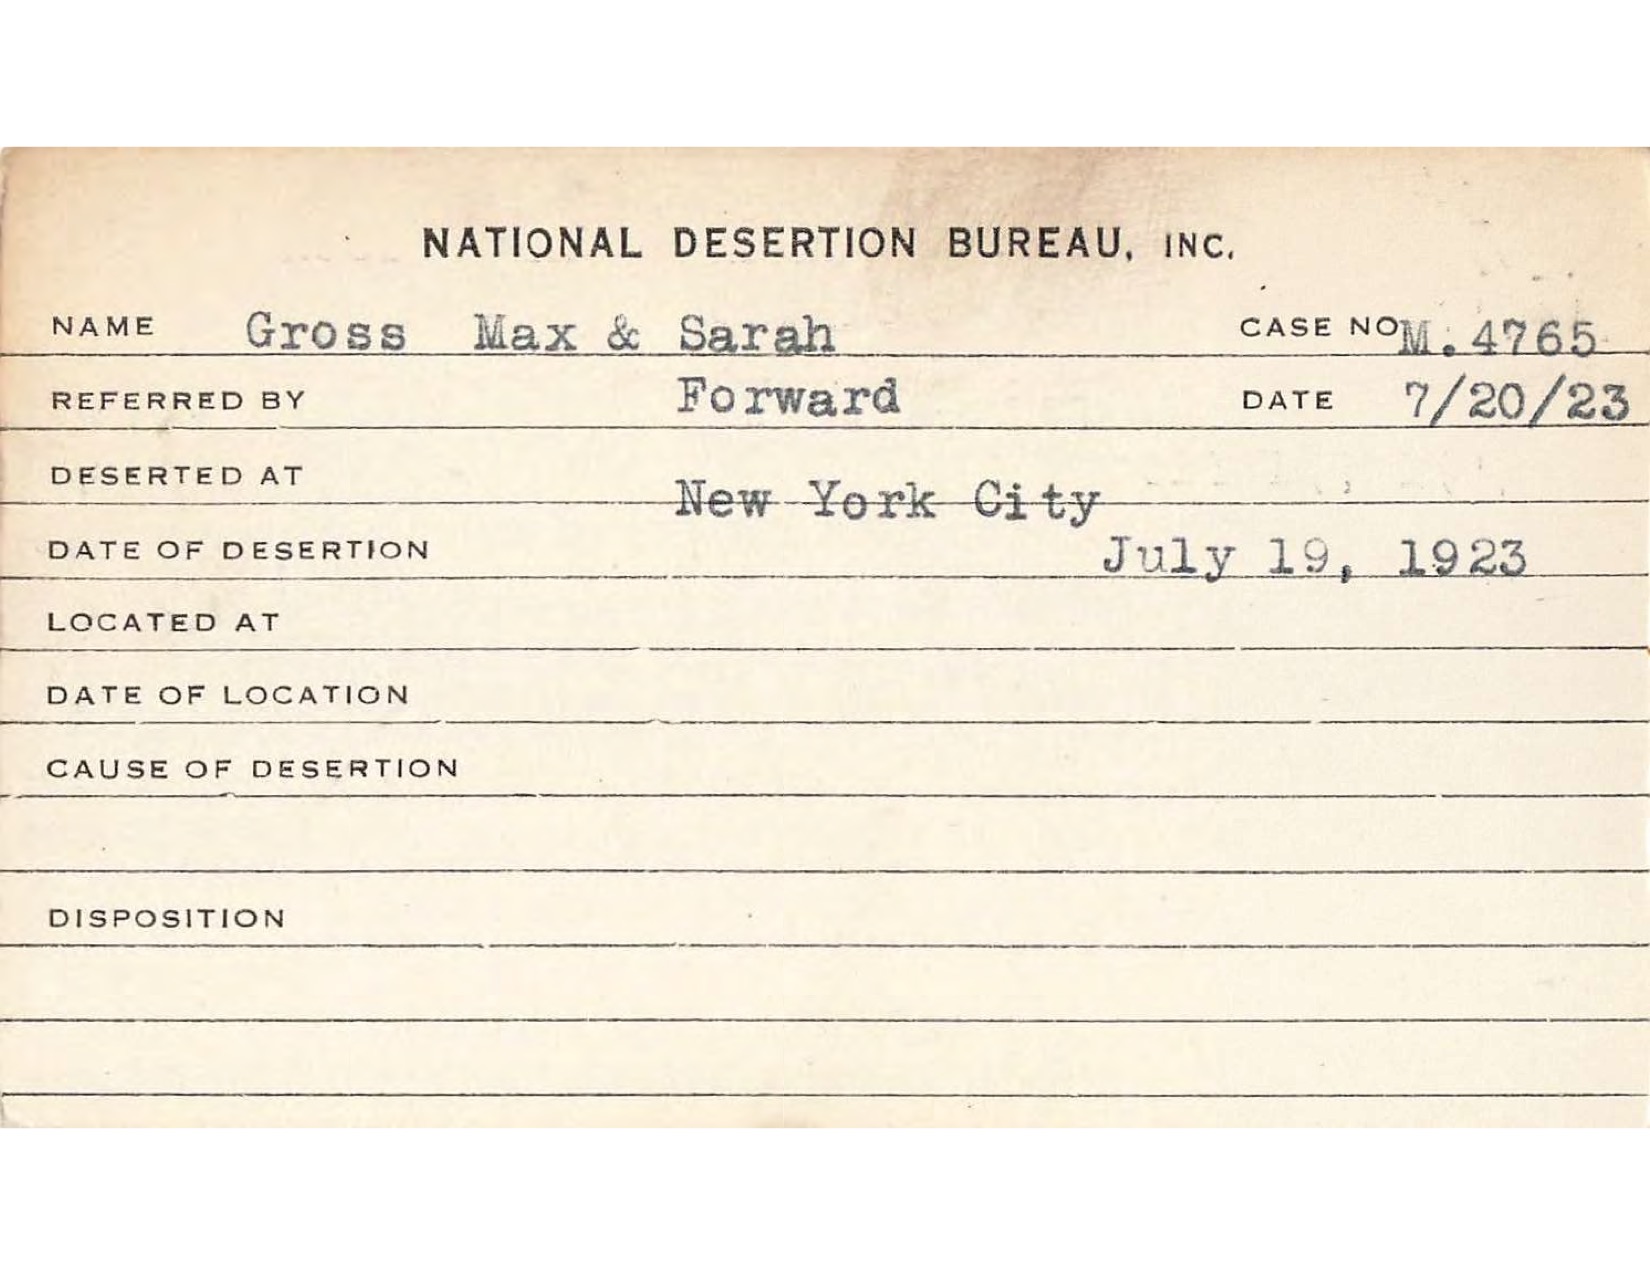 NATIONAL DESERTION BUREAU, INC.
NAME Gross Max & Sarah CASE NO. M. 4765
REFERRED BY Forward DATE 7/20/23
DESERTED AT New York City
DATE OF DESERTION July 19, 1923
LOCATED AT
DATE OF LOCATION
CAUSE OF DESERTION
DISPOSITION